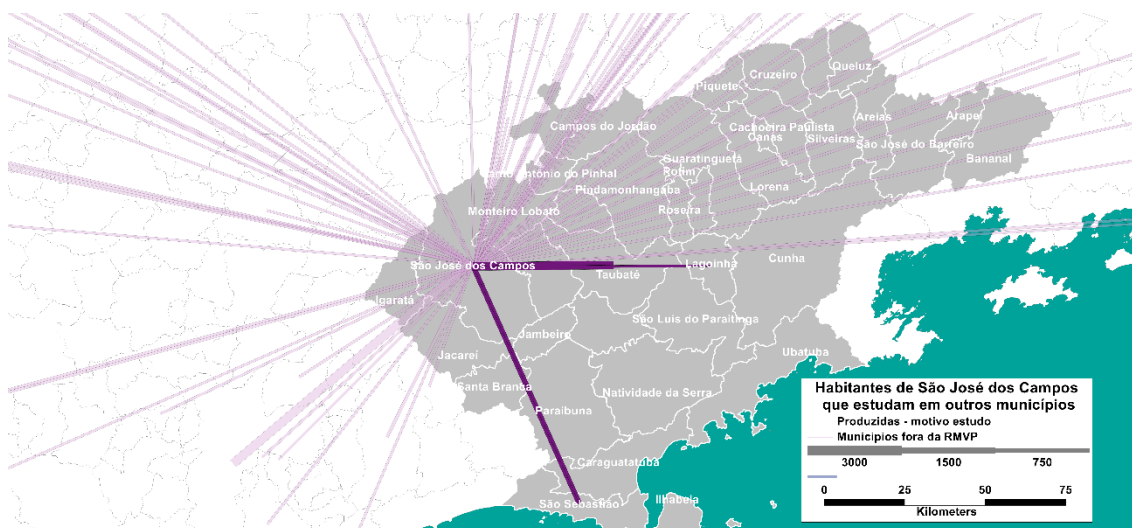 Queluz
Cruzeiro
Piquete
Campos do Jordão
Cachoeira Paulista
Canas
Silveiras
Areias
Arapeí
São José do Barreiro
Bananal
Guaratinguetá
Potim
Antônio do Pinhal
Pindamonhangaba
Lorena
Monteiro Lobato
Roseira
São José dos Campos
Taubaté
Lagoinha
Cunha
Igaratá
São Luís do Paraitinga
Jambeiro
Jacareí
Ubatuba
Santa Branca
Natividade da Serra
Paraibuna
Caraguatatuba
São Sebastião
Ilhabela
Habitantes de São José dos Campos
que estudam em outros municípios
Produzidas - motivo estudo
Municípios fora da RMVP
3000 1500 750
0 25 50 75
Kilometers